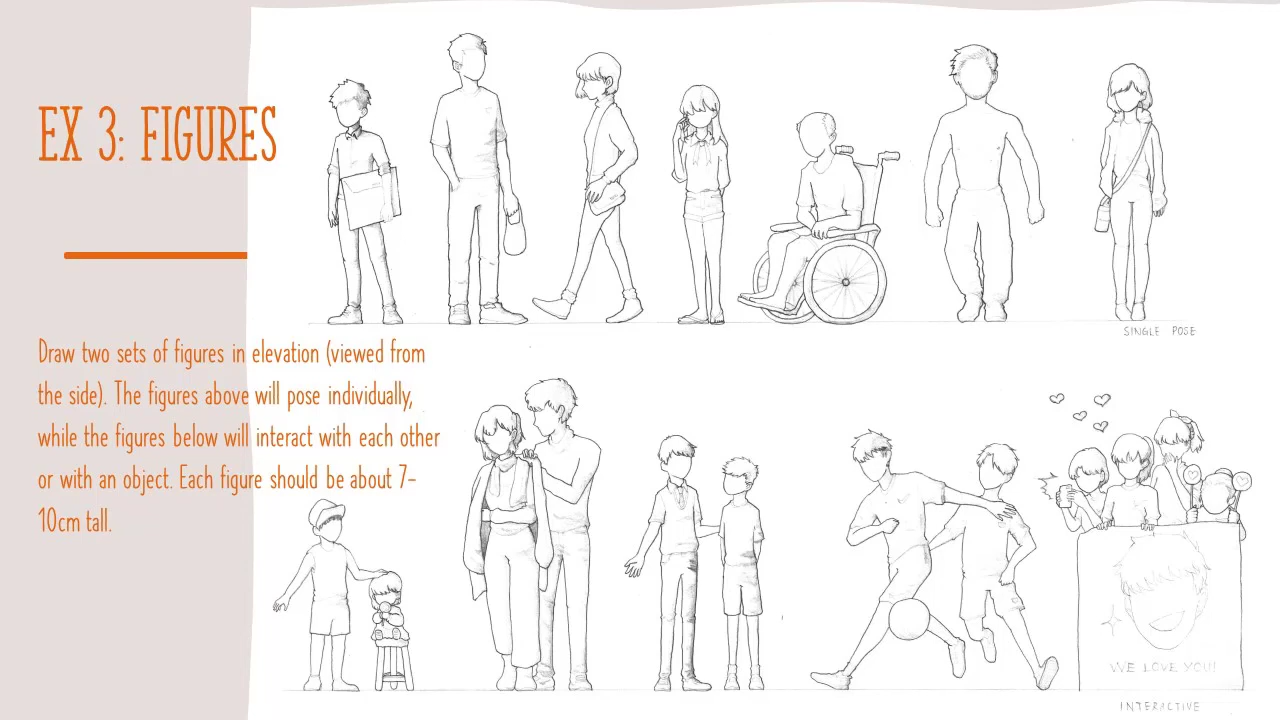 EX 3: FIGURES
SINGLE POSE
Draw two sets of figures in elevation (viewed from
the side). The figures above will pose individually,
while the figures below will interact with each other
or with an object. Each figure should be about 7-
10cm tall.
WE LOVE YOU!
INTERACTIVE